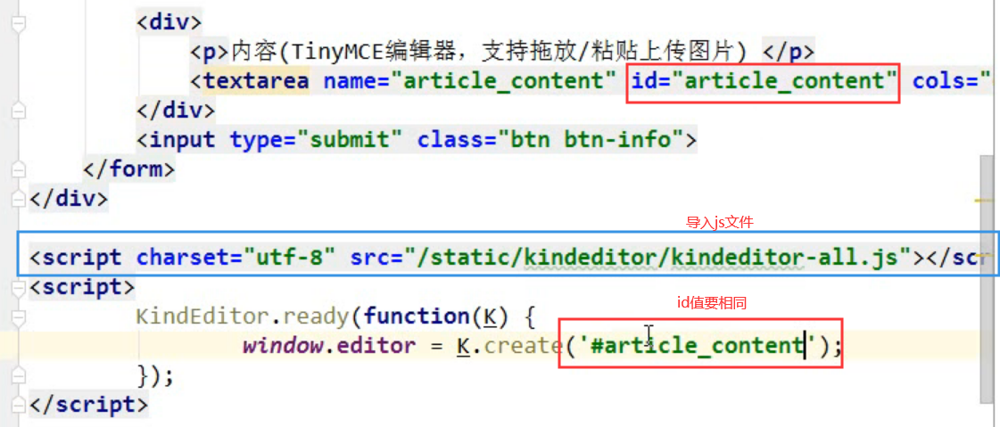 <div>
<p>内容(TinyMCE编辑器，支持拖放/粘贴上传图片) </p>
<textarea name="article_content" id="article_content" cols="
</div>
<input type="submit" class="btn btn-info">
</form>
</div>
导入js文件
<script charset="utf-8" src="/static/kindeditor/kindeditor-all.js"></scr
<script>
id值要相同
KindEditor.ready(function(K) {
window.editor = K.create('#article_content');
});
</script>